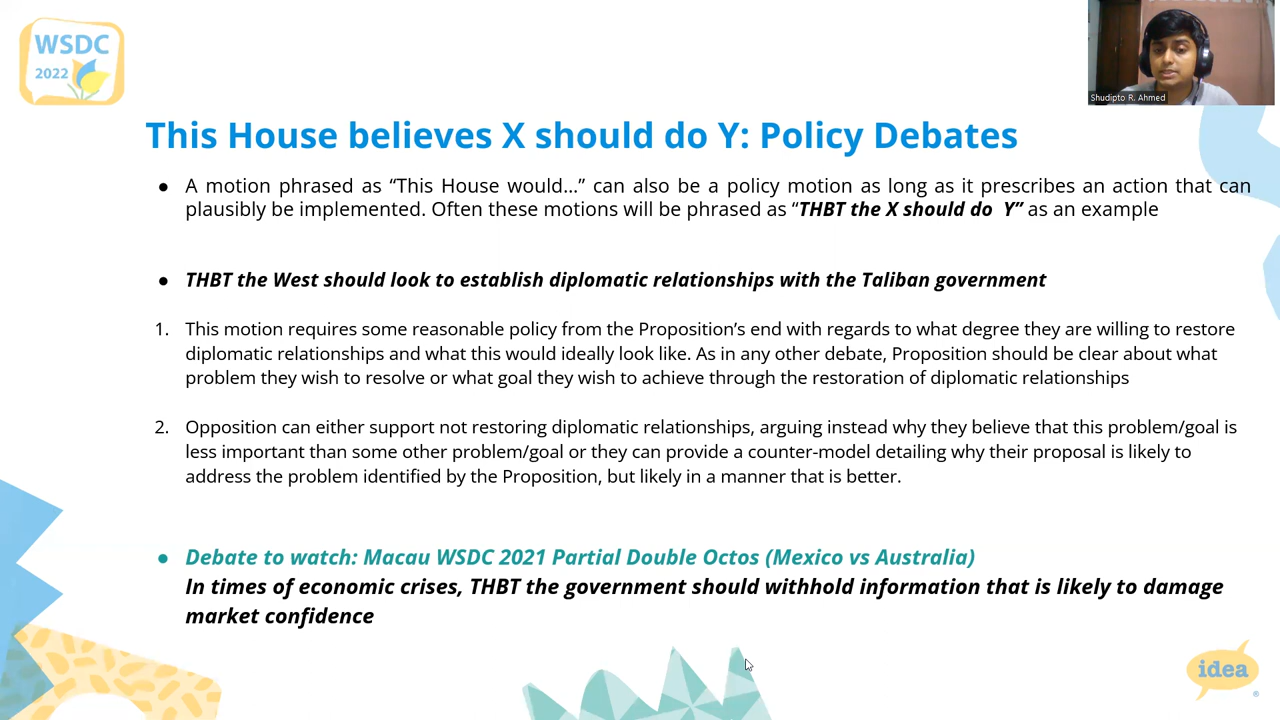 WSDC
2022
Shudipto R. Ahmed
This House believes X should do Y: Policy Debates
● A motion phrased as “This House would...” can also be a policy motion as long as it prescribes an action that can
plausibly be implemented. Often these motions will be phrased as “THBT the X should do Y” as an example
● THBT the West should look to establish diplomatic relationships with the Taliban government
1. This motion requires some reasonable policy from the Proposition’s end with regards to what degree they are willing to restore
diplomatic relationships and what this would ideally look like. As in any other debate, Proposition should be clear about what
problem they wish to resolve or what goal they wish to achieve through the restoration of diplomatic relationships
2. Opposition can either support not restoring diplomatic relationships, arguing instead why they believe that this problem/goal is
less important than some other problem/goal or they can provide a counter-model detailing why their proposal is likely to
address the problem identified by the Proposition, but likely in a manner that is better.
● Debate to watch: Macau WSDC 2021 Partial Double Octos (Mexico vs Australia)
In times of economic crises, THBT the government should withhold information that is likely to damage
market confidence
idea
®